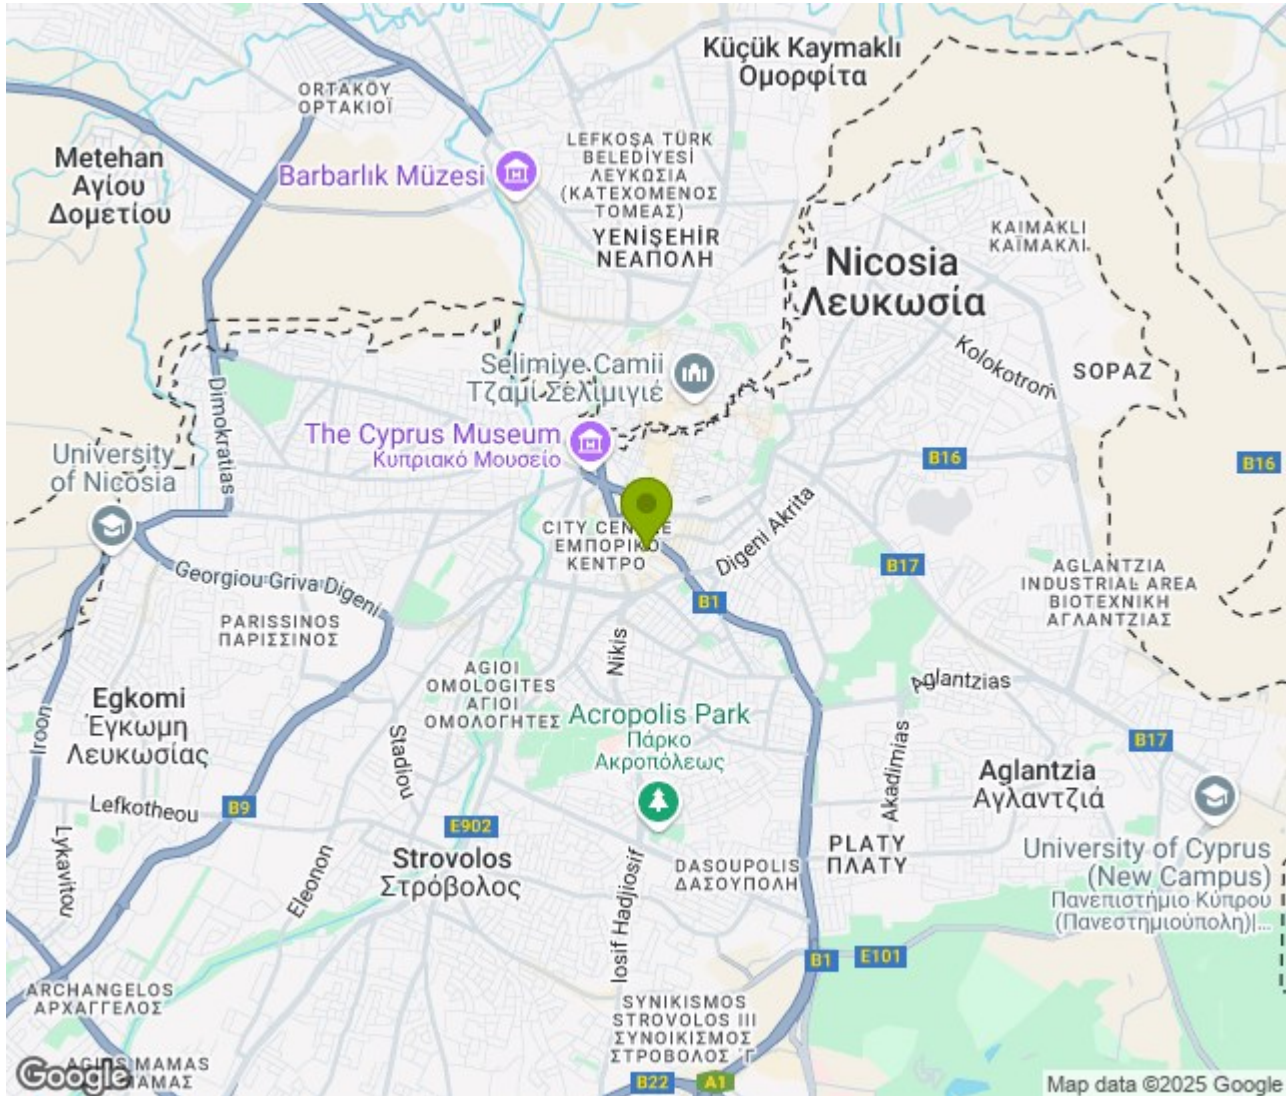 Küçük Kaymaklı
Ομορφίτα
ORTAKÖY
ΟΡΤΑΚΙΟΪ
LEFKOŞA TÜRK
BELEDİYESİ
ΛΕΥΚΩΣΙΑ
(ΚΑΤΕΧΟΜΕΝΟΣ
ΤΟΜΕΑΣ)
Metehan
Αγίου
Δομετίου
Barbarlık Müzesi
YENİŞEHİR
ΝΕΑΠΟΛΗ
KAIMAKLI
ΚΑΪΜΑΚΛΙ
Nicosia
Λευκωσία
Kolokotroni
SOPAZ
Selimiye Camii
Τζαμί Σελιμιγιέ
Dimokratias
The Cyprus Museum
Κυπριακό Μουσείο
University
of Nicosia
B16
B16
CITY CENTRE
ΕΜΠΟΡΙΚΟ
ΚΕΝΤΡΟ
Digeni Akrita
B17
AGLANTZIA
INDUSTRIAL AREA
ΒΙΟΤΕΧΝΙΚΗ
ΑΓΛΑΝΤΖΙΑΣ
Georgiou Griva Digeni
B1
PARISSINOS
ΠΑΡΙΣΣΙΝΟΣ
Nikis
AGIOI
OMOLOGITES
ΑΓΙΟΙ
ΟΜΟΛΟΓΗΤΕΣ
Aglantzias
Egkomi
Έγκωμη
Λευκωσίας
Iroon
Stadiou
Acropolis Park
Πάρκο
Ακροπόλεως
Akadimias
B17
Aglantzia
Αγλαντζιά
Lefkotheou
B9
E902
Lykavitou
Eleonon
Strovolos
Στρόβολος
Iosif Hadjiosif
DASOUPOLIS
ΔΑΣΟΥΠΟΛΗ
PLATY
ΠΛΑΤΥ
University of Cyprus
(New Campus)
Πανεπιστήμιο Κύπρου
(Πανεστημιούπολη)|...
B1
E101
ARCHANGELOS
ΑΡΧΑΓΓΕΛΟΣ
SYNIKISMOS
STROVOLOS III
ΣΥΝΟΙΚΙΣΜΟΣ
ΣΤΡΟΒΟΛΟΣ Ί Γ
MAMAS
ΜΑΜΑΣ
Google
B22
A1
Map data ©2025 Google